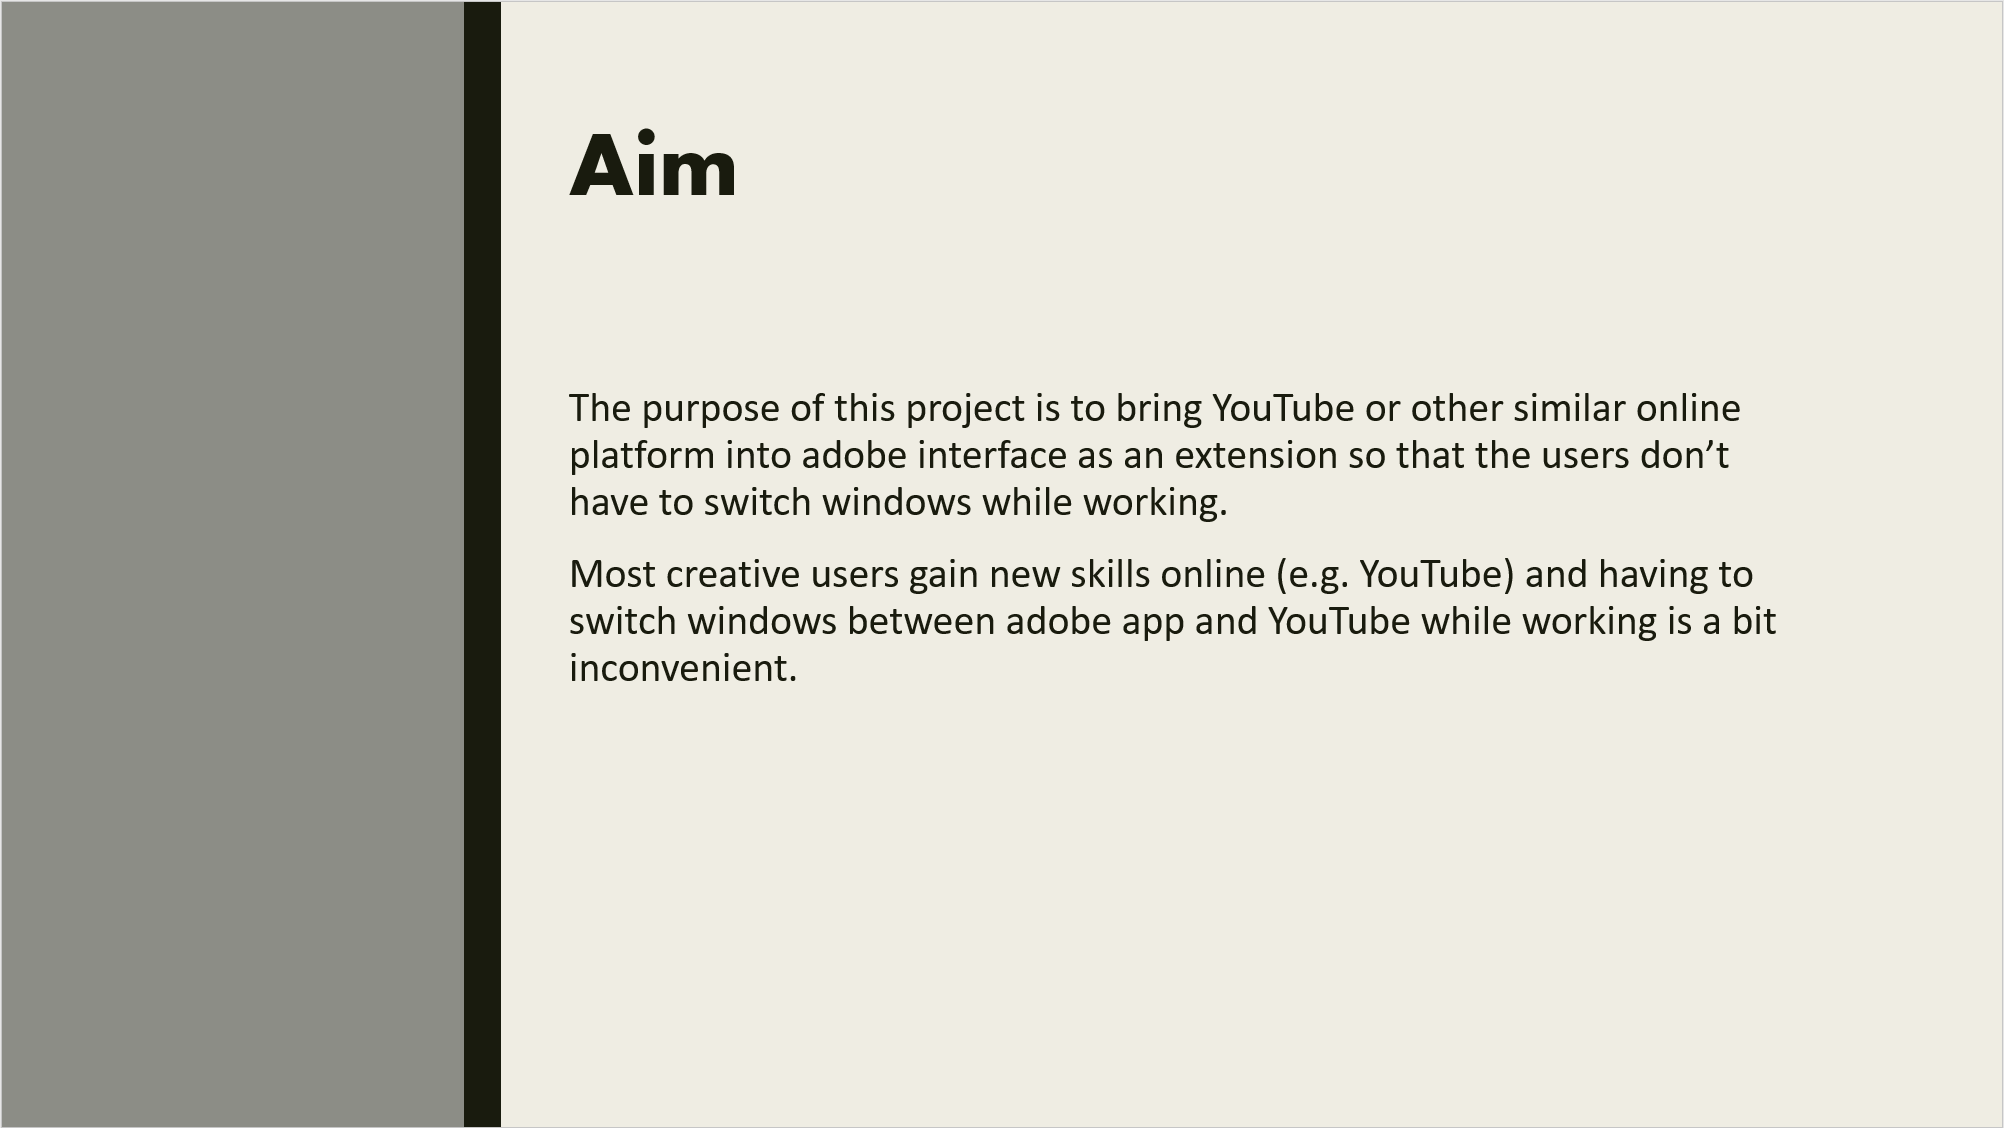 Aim
The purpose of this project is to bring YouTube or other similar online
platform into adobe interface as an extension so that the users don’t
have to switch windows while working.
Most creative users gain new skills online (e.g. YouTube) and having to
switch windows between adobe app and YouTube while working is a bit
inconvenient.